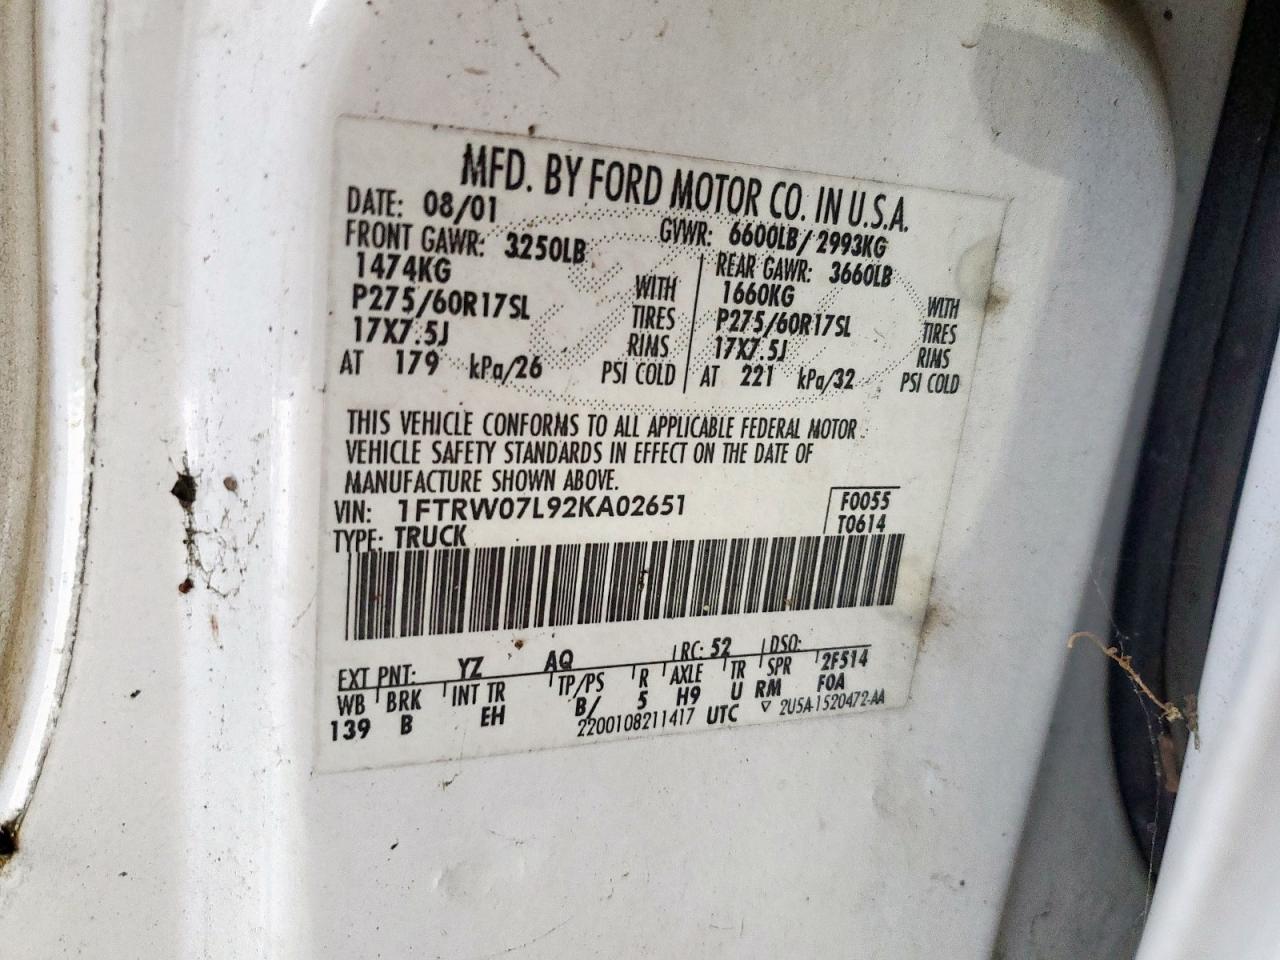 MFD. BY FORD MOTOR CO. IN U.S.A.
DATE: 08/01 GVWR: 6600LB/2993KG
FRONT GAWR: 3250LB REAR GAWR: 3660LB
1474KG WITH 1660KG WITH
P275/60R17SL TIRES P275/60R17SL TIRES
17X7.5J RIMS 17X7.5J RIMS
AT 179 kPa/26 PSI COLD AT 221 kPa/32 PSI COLD
THIS VEHICLE CONFORMS TO ALL APPLICABLE FEDERAL MOTOR
VEHICLE SAFETY STANDARDS IN EFFECT ON THE DATE OF
MANUFACTURE SHOWN ABOVE.
VIN: 1FTRW07L92KA02651 F0055
TYPE: TRUCK T0614
EXT PNT: YZ AQ RC: 52 DSO:
WB BRK INT TR TP/PS R AXLE TR SPR 2F514
139 B EH B/ 5 H9 U RM F0A
2200108211417 UTC ▽ 2U5A-1520472-AA